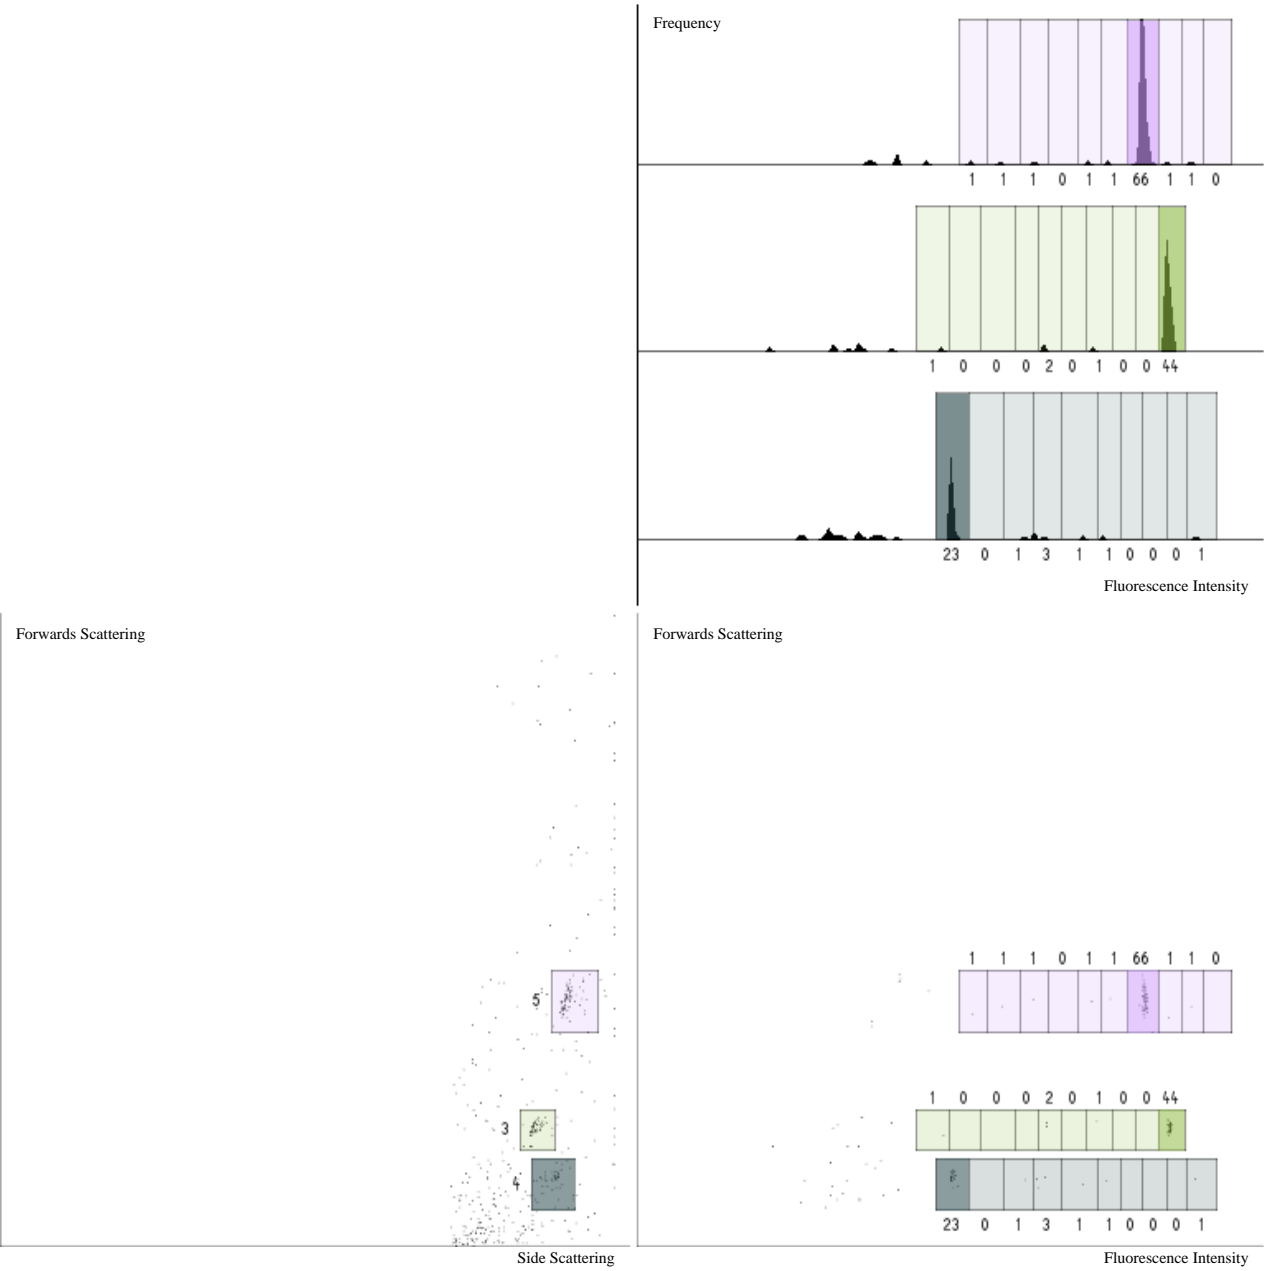 Frequency
1 1 1 0 1 1 66 1 1 0
1 0 0 0 2 0 1 0 0 44
23 0 1 3 1 1 0 0 0 1
Fluorescence Intensity
Forwards Scattering
5
3
4
Side Scattering
Forwards Scattering
1 1 1 0 1 1 66 1 1 0
1 0 0 0 2 0 1 0 0 44
23 0 1 3 1 1 0 0 0 1
Fluorescence Intensity